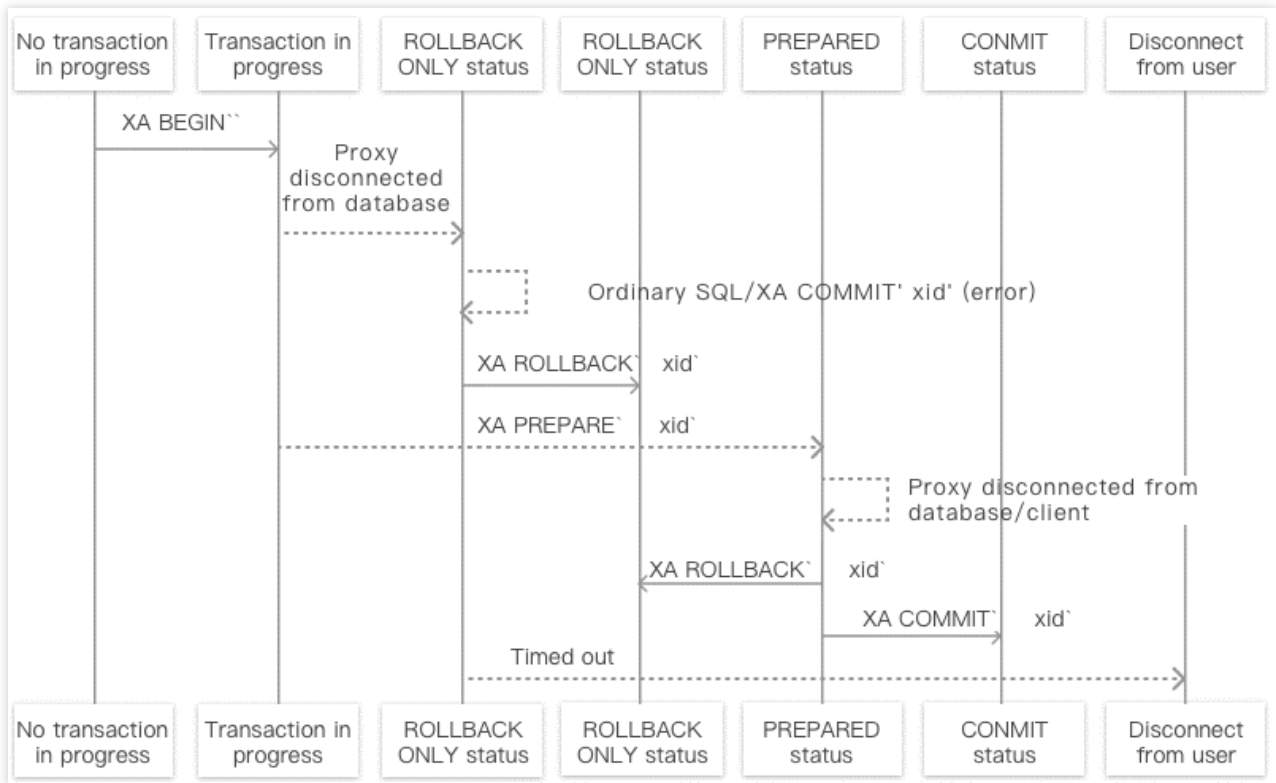 No transaction
in progress
Transaction in
progress
ROLLBACK
ONLY status
ROLLBACK
ONLY status
PREPARED
status
CONMIT
status
Disconnect
from user
XA BEGIN``
Proxy
disconnected
from database
Ordinary SQL/XA COMMIT' xid' (error)
XA ROLLBACK` xid`
XA PREPARE` xid`
Proxy disconnected from
database/client
XA ROLLBACK` xid`
XA COMMIT` xid`
Timed out
No transaction
in progress
Transaction in
progress
ROLLBACK
ONLY status
ROLLBACK
ONLY status
PREPARED
status
CONMIT
status
Disconnect
from user